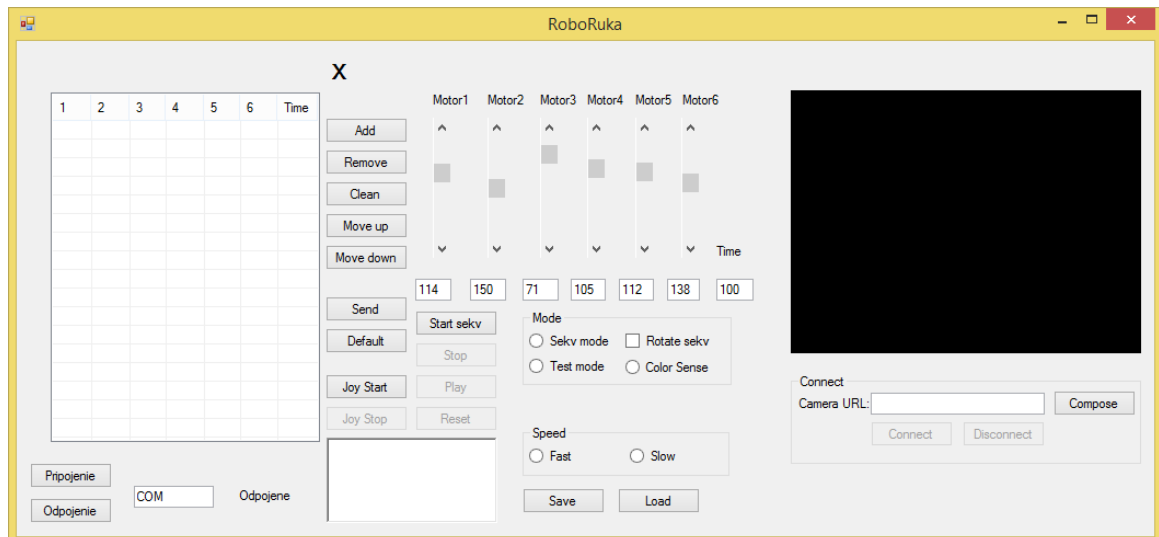 RoboRuka
X
1 2 3 4 5 6 Time
Add
Remove
Clean
Move up
Move down
Send
Default
Joy Start
Joy Stop
Motor1 Motor2 Motor3 Motor4 Motor5 Motor6
Time
114 150 71 105 112 138 100
Start sekv
Stop
Play
Reset
Mode
Sekv mode Rotate sekv
Test mode Color Sense
Speed
Fast Slow
Save Load
Connect
Camera URL: Compose
Connect Disconnect
Pripojenie
Odpojenie
COM Odpojene